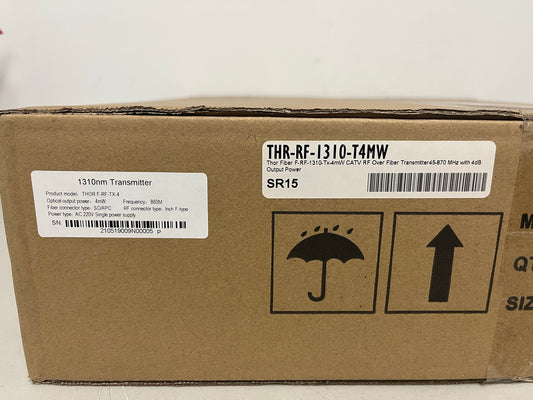 1310nm Transmitter
Product model: THOR F-RF-TX-4
Optical output power: 4mW Frequency: 860M
Fiber connector type: SC/APC RF connector type: Inch F-type
Power type: AC 220V Single power supply
SN:
210519009N00005 P
THR-RF-1310-T4MW
Thor Fiber F-RF-1310-Tx-4mW CATV RF Over Fiber Transmitter45-870 MHz with 4dB
Output Power
SR15
M
QT
SIZ